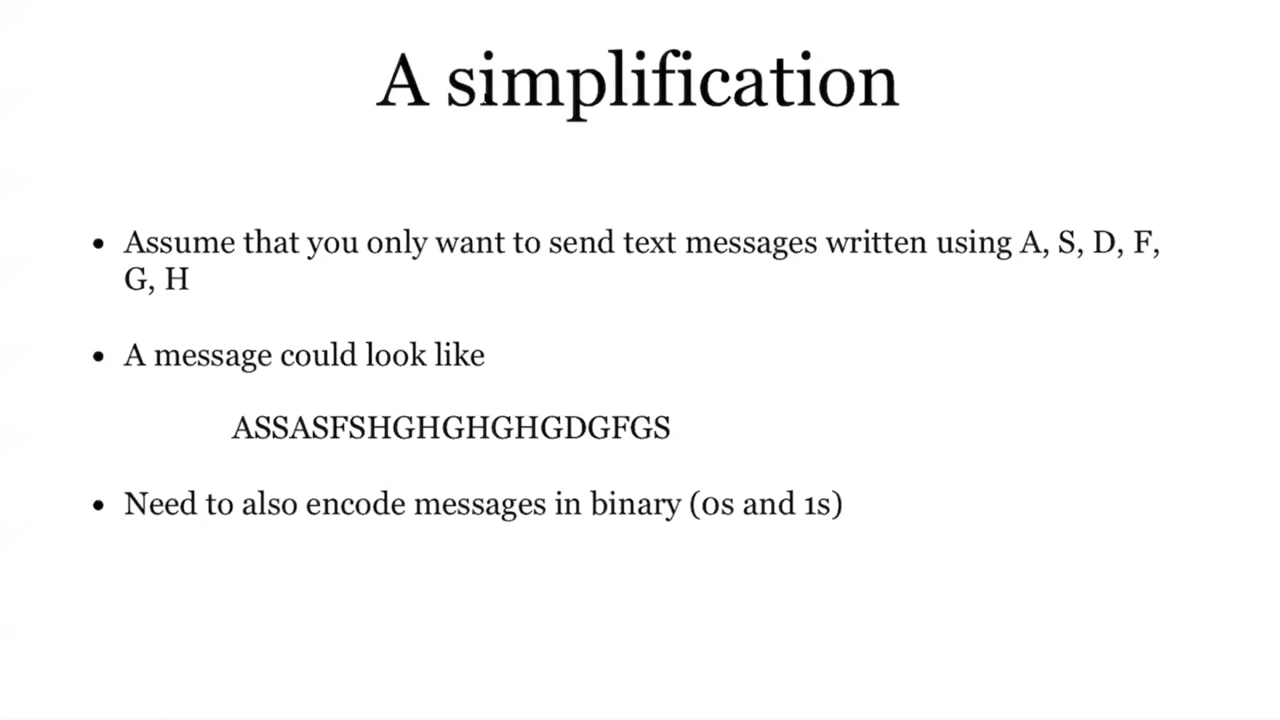 A simplification
• Assume that you only want to send text messages written using A, S, D, F,
G, H
• A message could look like
ASSASFSHGHGHGHGDGFGS
• Need to also encode messages in binary (0s and 1s)